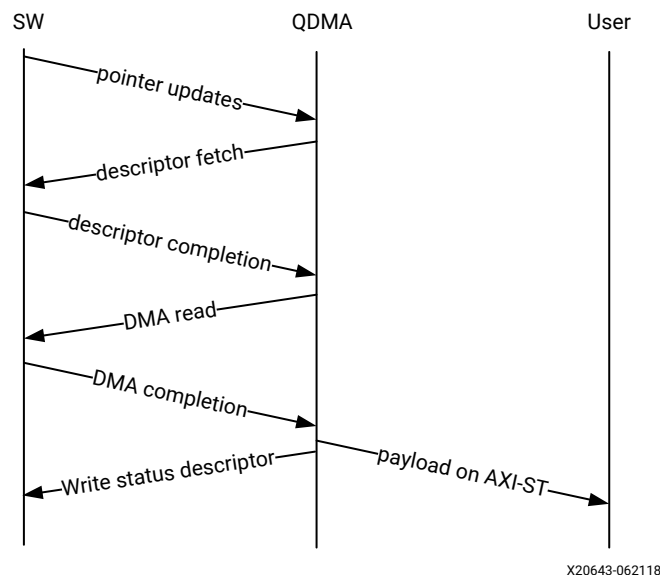 SW
QDMA
User
pointer updates
descriptor fetch
descriptor completion
DMA read
DMA completion
payload on AXI-ST
Write status descriptor
X20643-062118